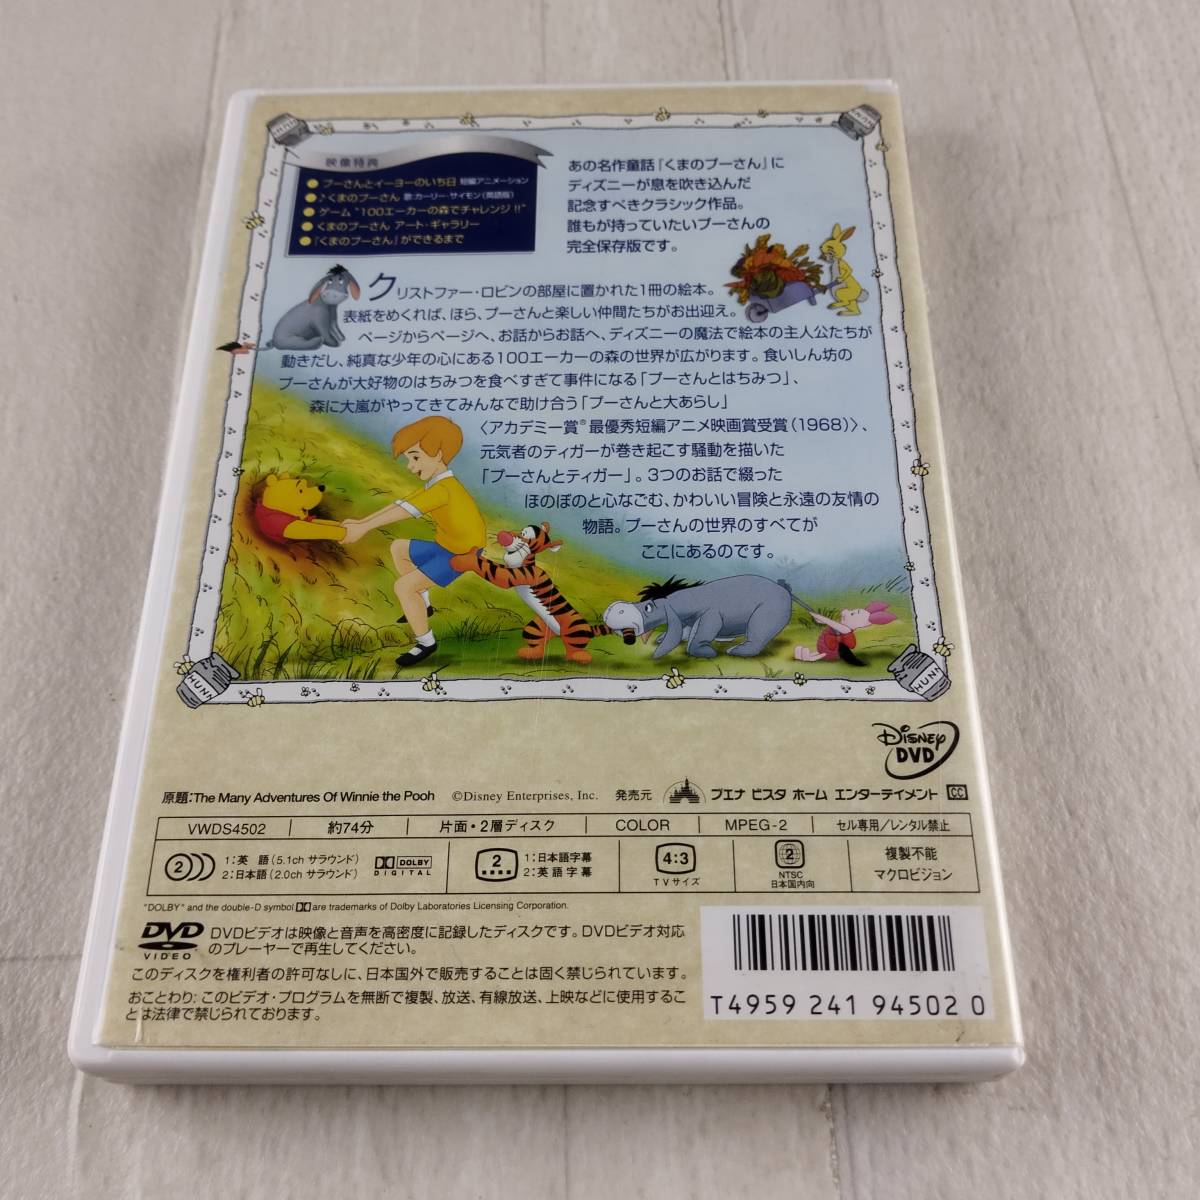 映像特典
● プーさんとイーヨーのいち日 短編アニメーション
● ♪くまのプーさん 歌:カーリー・サイモン(英語版)
● ゲーム"100エーカーの森でチャレンジ!!"
● くまのプーさん アート・ギャラリー
● 『くまのプーさん』ができるまで
あの名作童話『くまのプーさん』に
ディズニーが息を吹き込んだ
記念すべきクラシック作品。
誰もが持っていたいプーさんの
完全保存版です。
クリストファー・ロビンの部屋に置かれた1冊の絵本。
表紙をめくれば、ほら、プーさんと楽しい仲間たちがお出迎え。
ページからページへ、お話からお話へ、ディズニーの魔法で絵本の主人公たちが
動きだし、純真な少年の心にある100エーカーの森の世界が広がります。食いしん坊の
プーさんが大好物のはちみつを食べすぎて事件になる「プーさんとはちみつ」、
森に大嵐がやってきてみんなで助け合う「プーさんと大あらし」
〈アカデミー賞®最優秀短編アニメ映画賞受賞(1968)〉、
元気者のティガーが巻き起こす騒動を描いた
「プーさんとティガー」。3つのお話で綴った
ほのぼのと心なごむ、かわいい冒険と永遠の友情の
物語。プーさんの世界のすべてが
ここにあるのです。
HUNN
HUNN
DISNEY
DVD
原題:The Many Adventures Of Winnie the Pooh ©Disney Enterprises, Inc. 発売元 ブエナ ビスタ ホーム エンターテイメント CC
VWDS4502 約74分 片面・2層ディスク COLOR MPEG-2 セル専用/レンタル禁止
2 1:英 語(5.1ch サラウンド)
2:日本語(2.0ch サラウンド)
DOLBY
DIGITAL
2 1:日本語字幕
2:英 語 字 幕
4:3
TVサイズ
2
NTSC
日本国内向
複製不能
マクロビジョン
"DOLBY" and the double-D symbol are trademarks of Dolby Laboratories Licensing Corporation.
DVD
VIDEO
DVDビデオは映像と音声を高密度に記録したディスクです。DVDビデオ対応
のプレーヤーで再生してください。
このディスクを権利者の許可なしに、日本国外で販売することは固く禁じられています。
おことわり:このビデオ・プログラムを無断で複製、放送、有線放送、上映などに使用するこ
とは法律で禁じられております。
T4959 241 94502 0